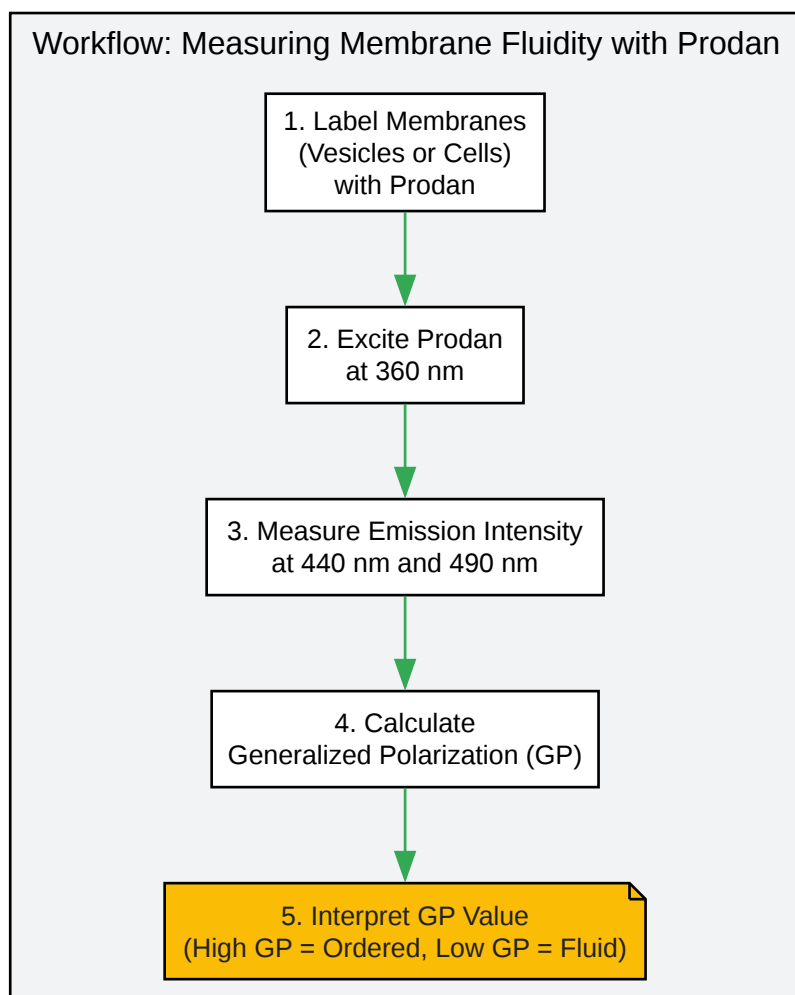 Workflow: Measuring Membrane Fluidity with Prodan
1. Label Membranes
(Vesicles or Cells)
with Prodan
2. Excite Prodan
at 360 nm
3. Measure Emission Intensity
at 440 nm and 490 nm
4. Calculate
Generalized Polarization (GP)
5. Interpret GP Value
(High GP = Ordered, Low GP = Fluid)